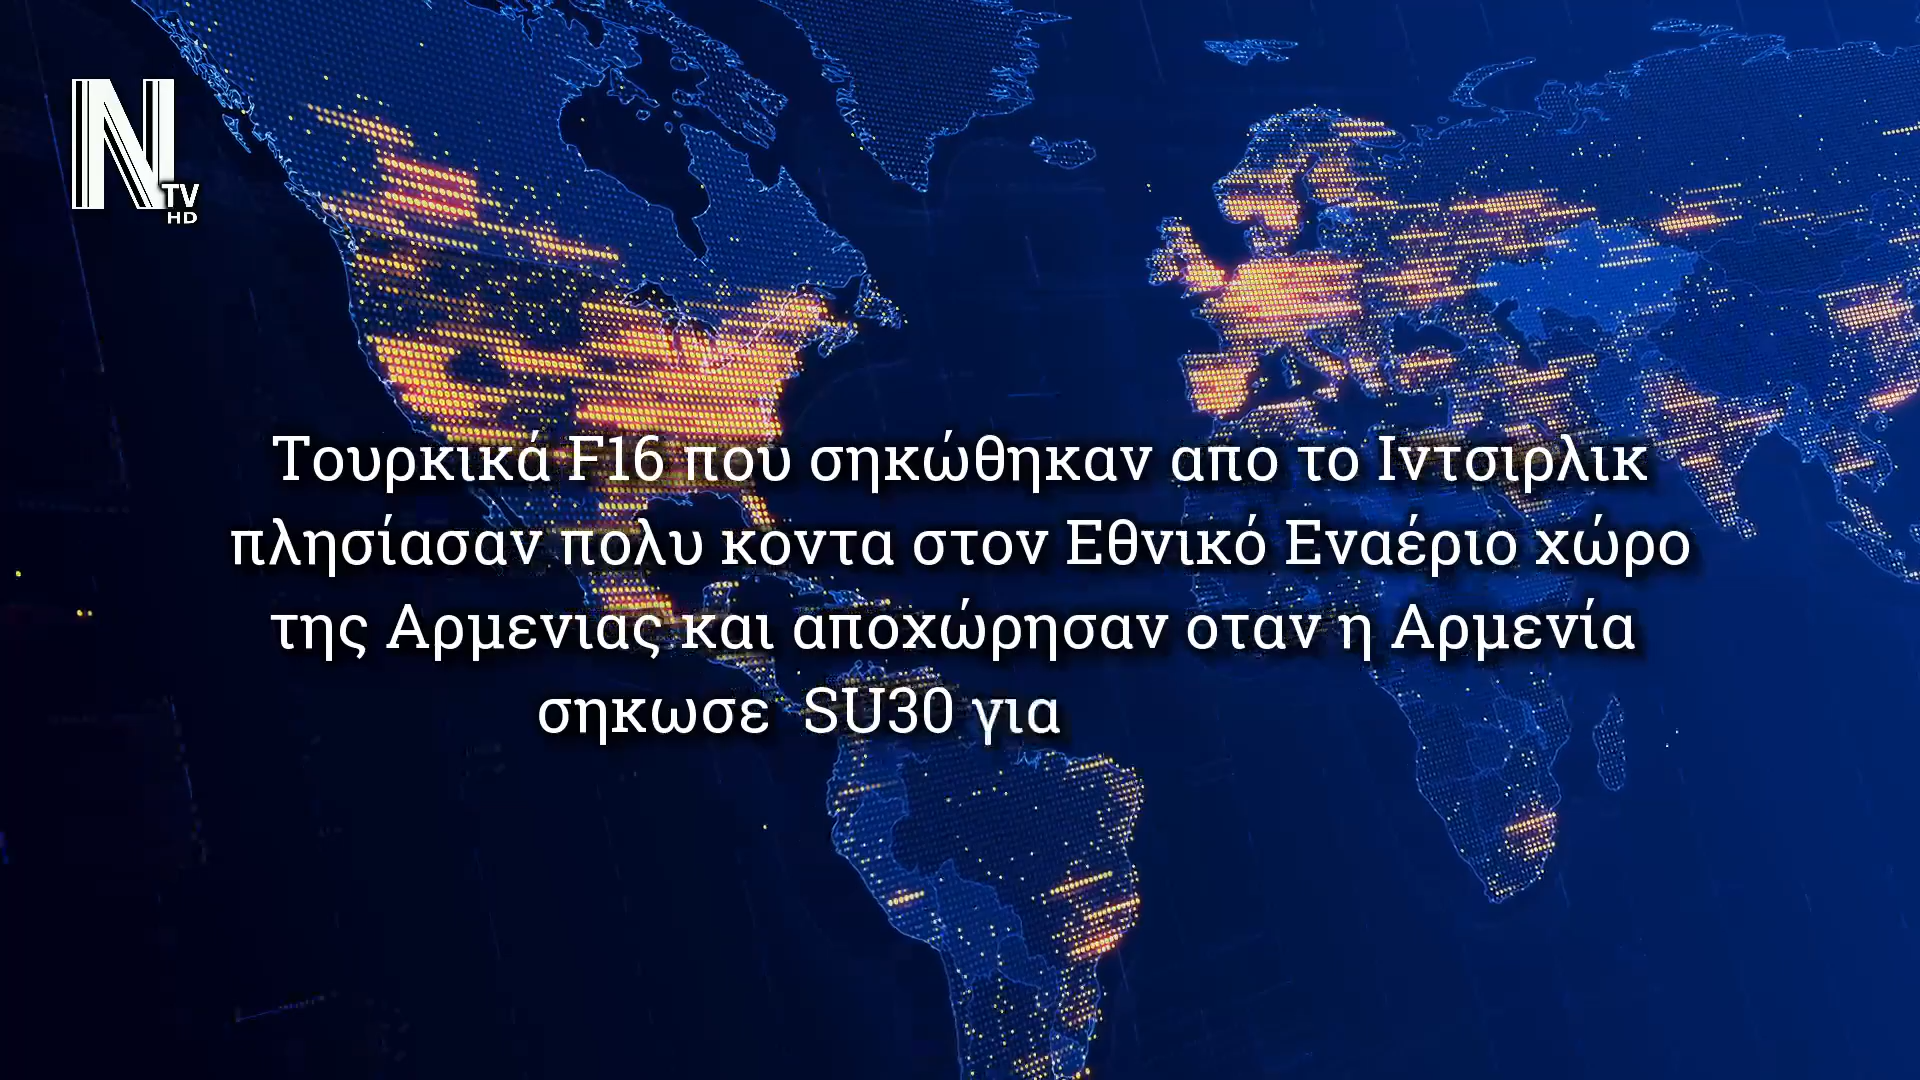 N
TV
HD
Τουρκικά F16 που σηκώθηκαν απο το Ιντσιρλικ
πλησίασαν πολυ κοντα στον Εθνικό Εναέριο χώρο
της Αρμενιας και αποχώρησαν οταν η Αρμενία
σηκωσε  SU30 για